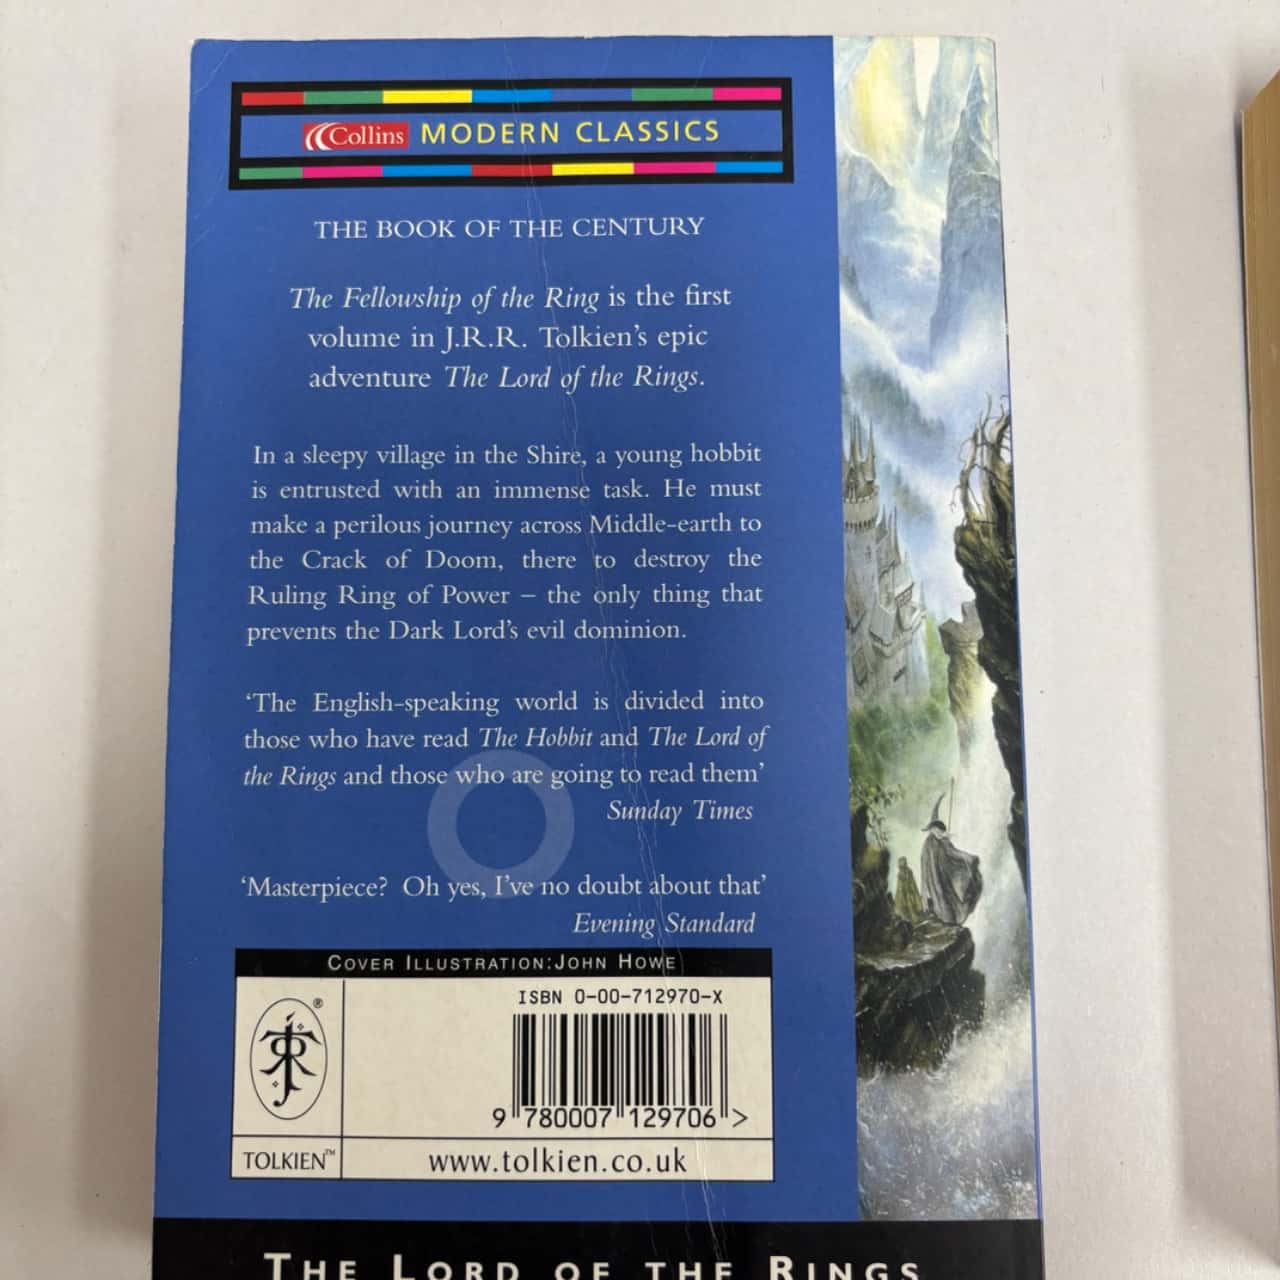 Collins MODERN CLASSICS
THE BOOK OF THE CENTURY
The Fellowship of the Ring is the first
volume in J.R.R. Tolkien's epic
adventure The Lord of the Rings.
In a sleepy village in the Shire, a young hobbit
is entrusted with an immense task. He must
make a perilous journey across Middle-earth to
the Crack of Doom, there to destroy the
Ruling Ring of Power – the only thing that
prevents the Dark Lord's evil dominion.
'The English-speaking world is divided into
those who have read The Hobbit and The Lord of
the Rings and those who are going to read them'
Sunday Times
'Masterpiece? Oh yes, I've no doubt about that'
Evening Standard
COVER ILLUSTRATION: JOHN HOWE
ISBN 0-00-712970-X
®
9 780007 129706 >
TOLKIEN™
www.tolkien.co.uk
THE LORD OF THE RINGS